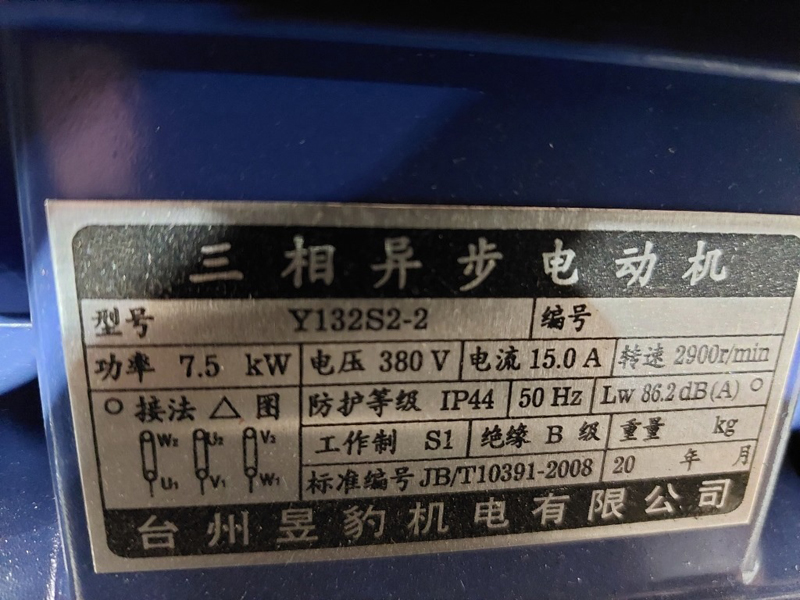 三相异步电动机
型号 Y132S2-2 编号
功率 7.5 kW 电压 380 V 电流 15.0 A 转速 2900r/min
接法 △ 图 防护等级 IP44 50 Hz Lw 86.2 dB(A)
W2 U2 V2 工作制 S1 绝缘 B 级 重量 kg
U1 V1 W1 标准编号 JB/T10391-2008 20 年 月
台州昱豹机电有限公司